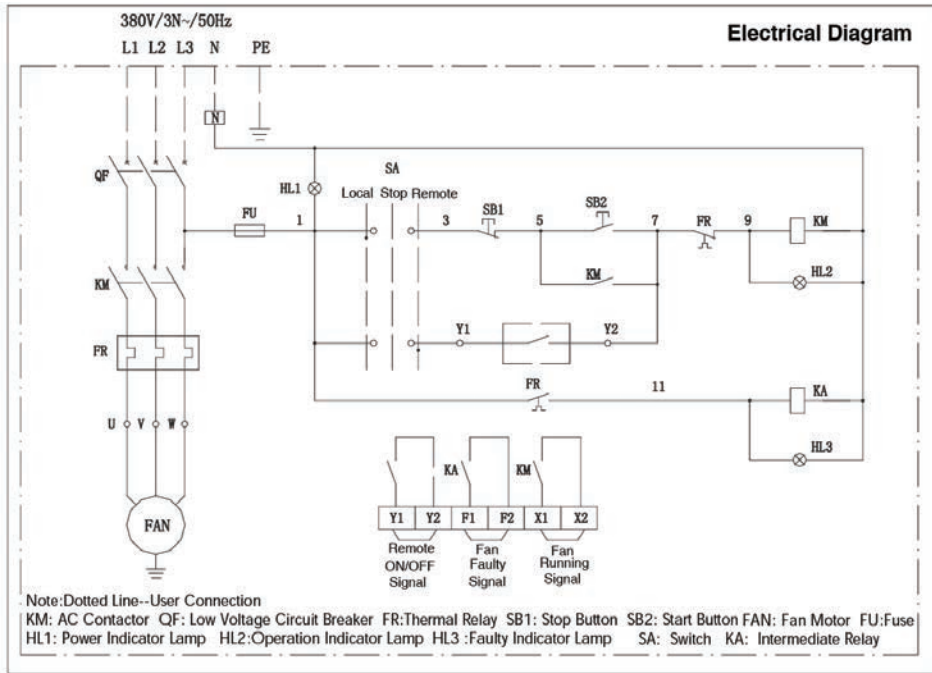 380V/3N~/50Hz
Electrical Diagram
L1 L2 L3 N PE
N
SA
QF
HL1
Local Stop Remote
FU 1 3 SB1 5 SB2 7 FR 9 KM
KM HL2
KM
Y1 Y2
FR
FR 11 KA
U V W
HL3
KA KM
FAN
Y1 Y2 F1 F2 X1 X2
Remote ON/OFF Signal
Fan Faulty Signal
Fan Running Signal
Note:Dotted Line--User Connection
KM: AC Contactor QF: Low Voltage Circuit Breaker FR:Thermal Relay SB1: Stop Button SB2: Start Button FAN: Fan Motor FU:Fuse
HL1: Power Indicator Lamp HL2:Operation Indicator Lamp HL3 :Faulty Indicator Lamp SA: Switch KA: Intermediate Relay